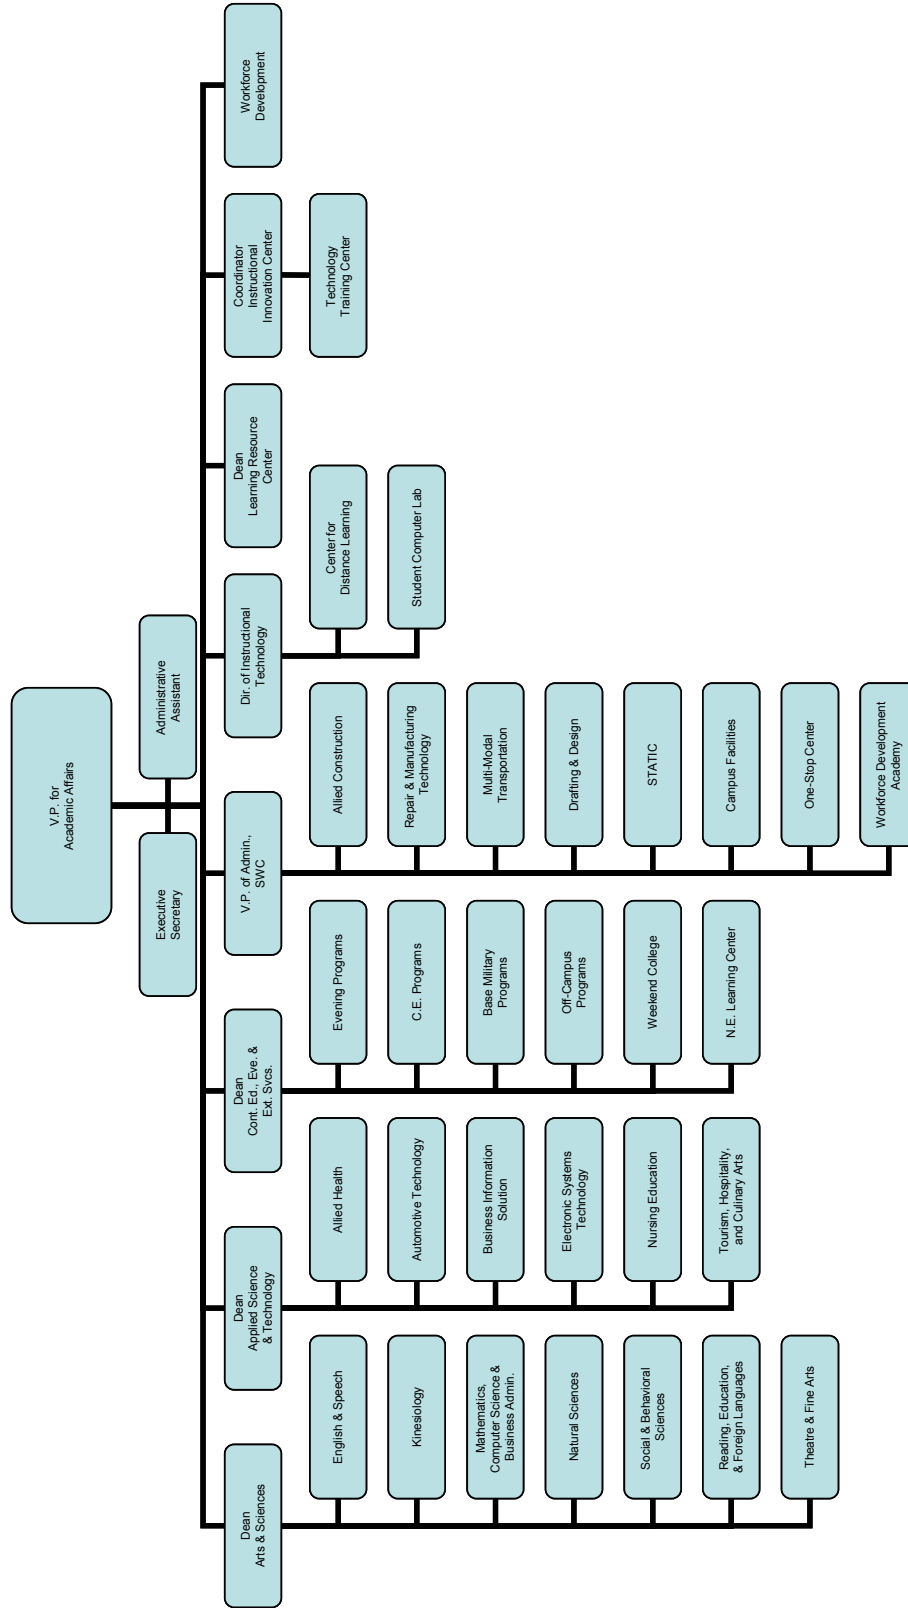 V.P. for
Academic Affairs
Executive
Secretary
Administrative
Assistant
Dean
Arts & Sciences
English & Speech
Kinesiology
Mathematics,
Computer Science &
Business Admin.
Natural Sciences
Social & Behavioral
Sciences
Reading, Education,
& Foreign Languages
Theatre & Fine Arts
Dean
Applied Science
& Technology
Allied Health
Automotive Technology
Business Information
Solution
Electronic Systems
Technology
Nursing Education
Tourism, Hospitality,
and Culinary Arts
Dean
Cont. Ed., Eve. &
Ext. Svcs.
Evening Programs
C.E. Programs
Base Military
Programs
Off-Campus
Programs
Weekend College
N.E. Learning Center
V.P. of Admin.,
SWC
Allied Construction
Repair & Manufacturing
Technology
Multi-Modal
Transportation
Drafting & Design
STATIC
Campus Facilities
One-Stop Center
Workforce Development
Academy
Dir. of Instructional
Technology
Center for
Distance Learning
Student Computer Lab
Dean
Learning Resource
Center
Coordinator
Instructional
Innovation Center
Technology
Training Center
Workforce
Development